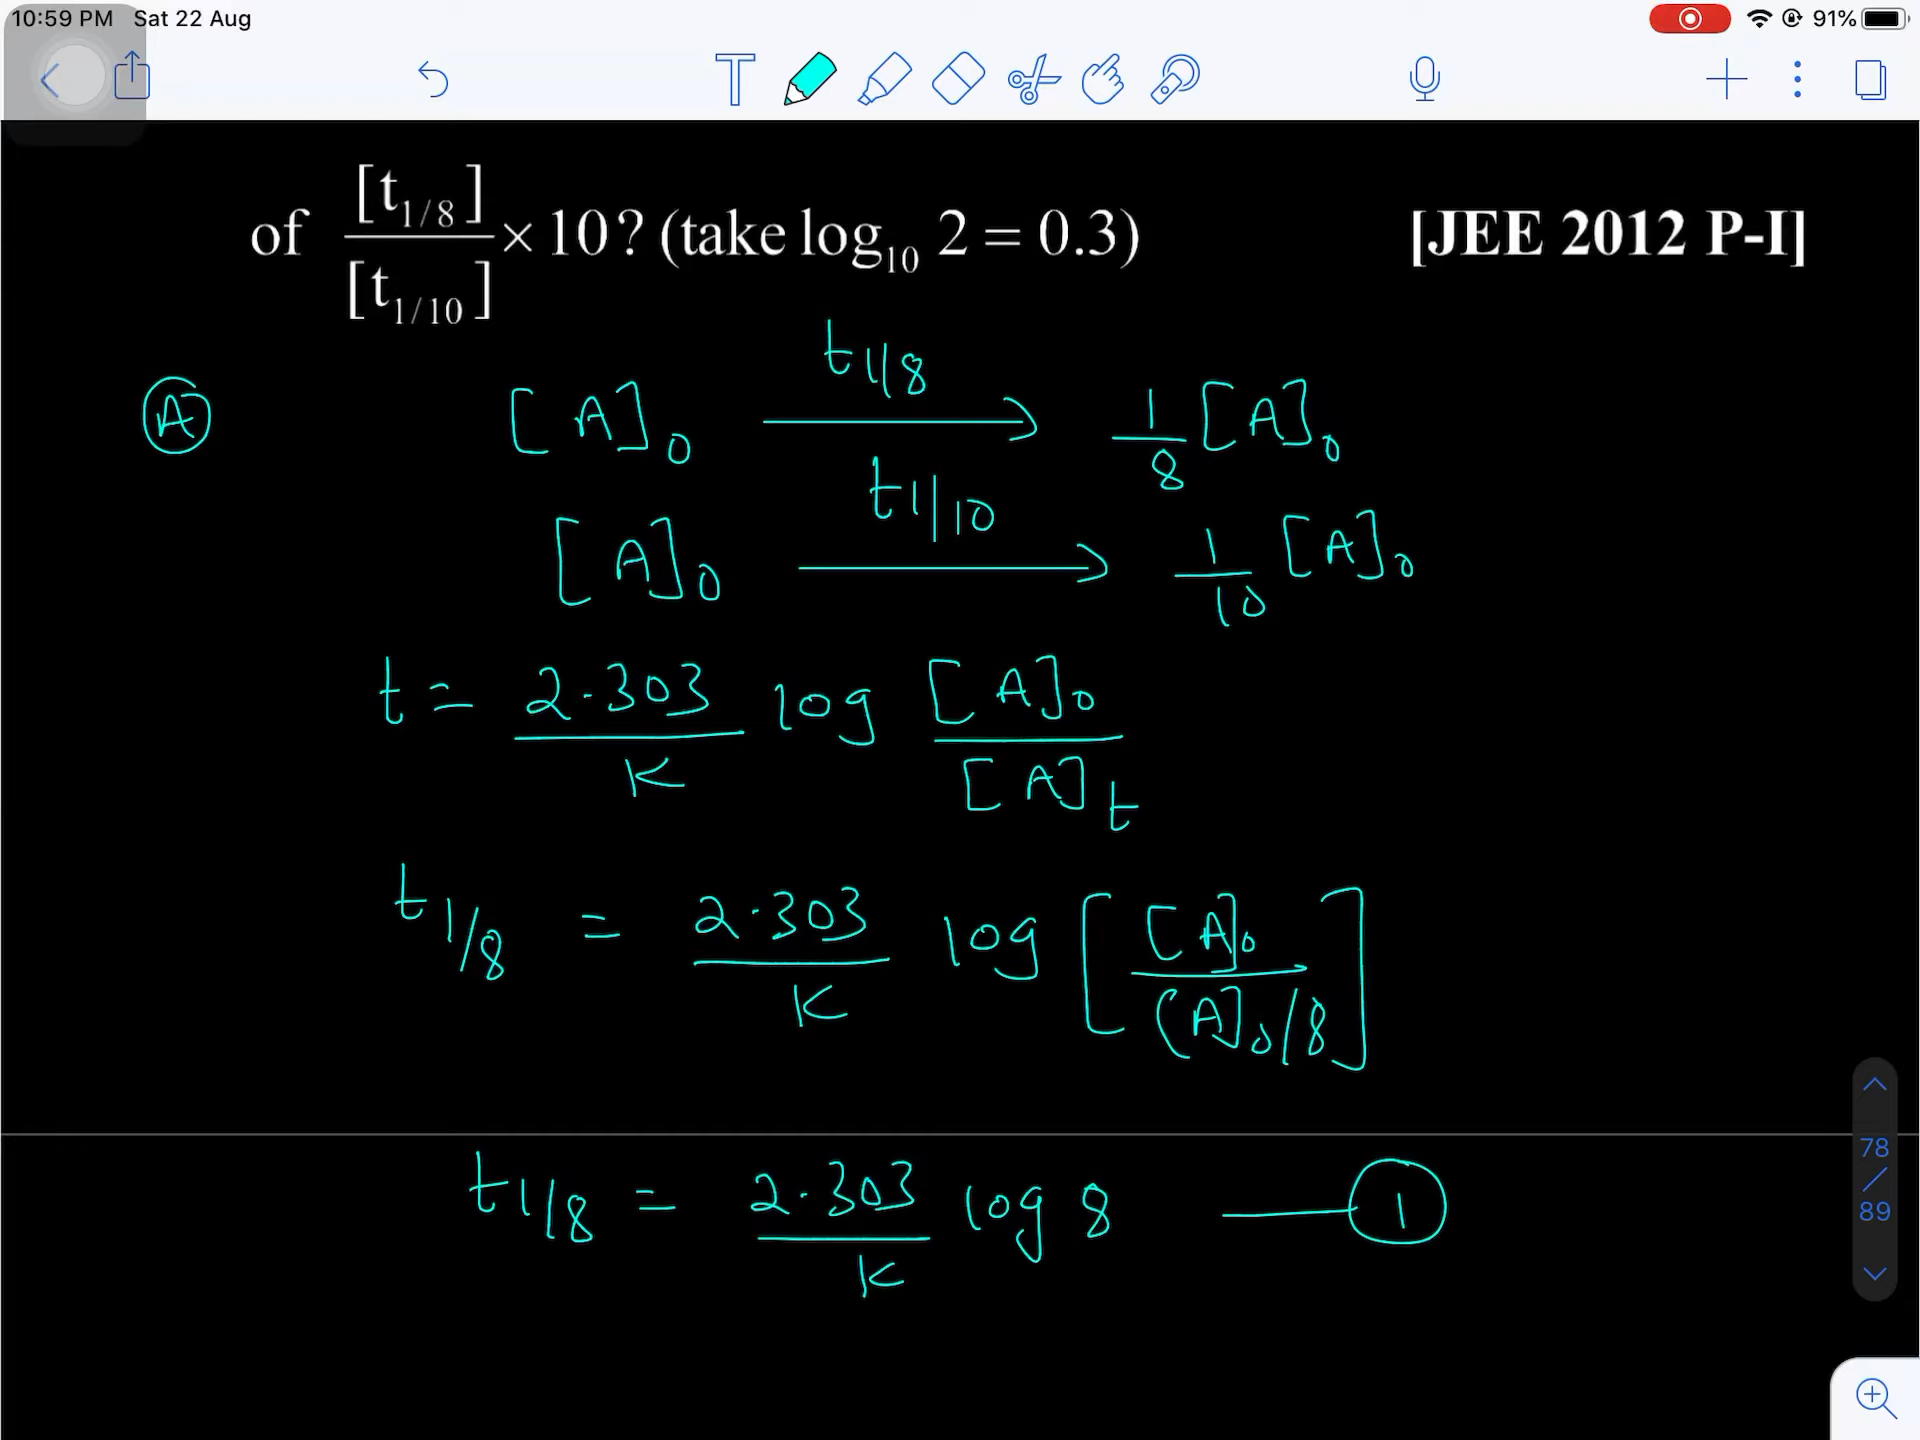 10:59 PM Sat 22 Aug 91%
of [t1/8] / [t1/10] × 10? (take log10 2 = 0.3) [JEE 2012 P-I]
(A) [A]0 —t1/8→ 1/8 [A]0
[A]0 —t1/10→ 1/10 [A]0
t = 2.303/K log [A]0/[A]t
t1/8 = 2.303/K log [[A]0/(A]0/8]
t1/8 = 2.303/K log 8 —(1)
78
/
89